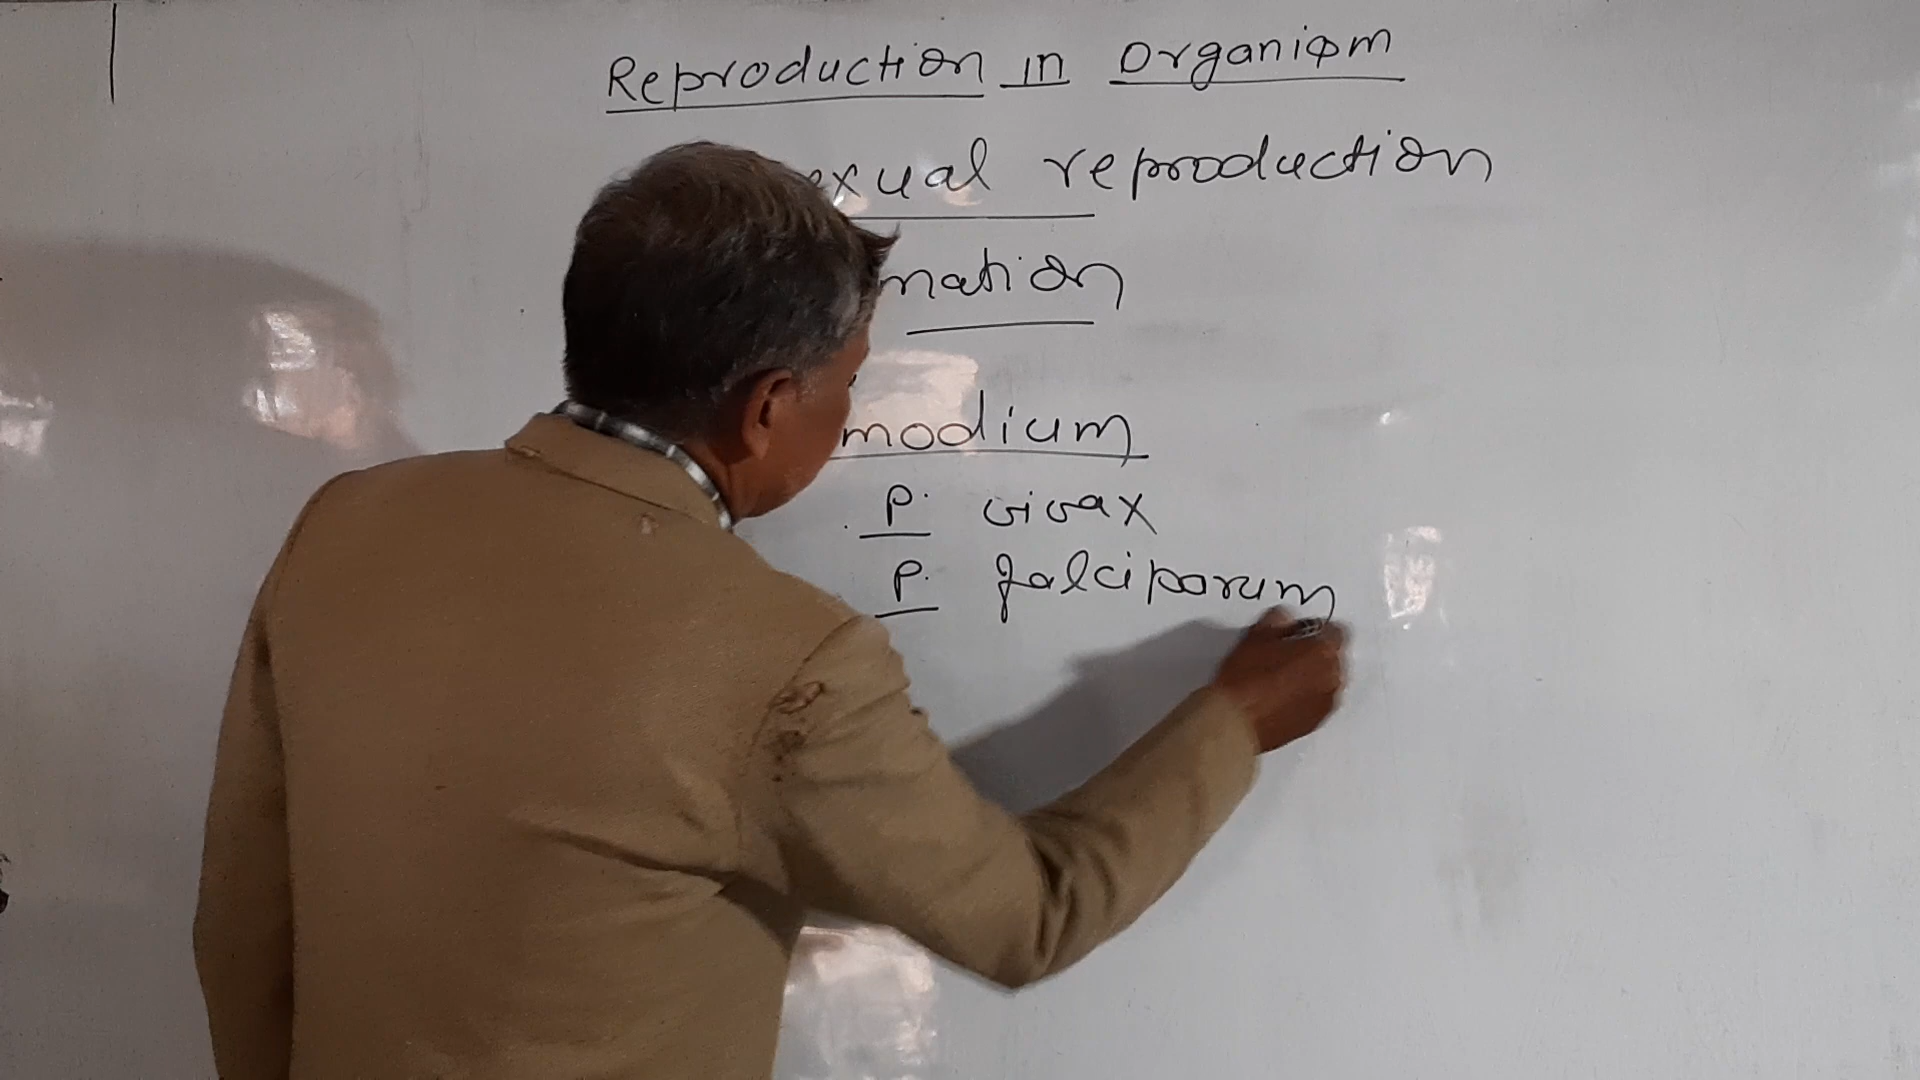 Reproduction in Organism
exual reproduction
mation
modium
P. vivax
P. falciparum